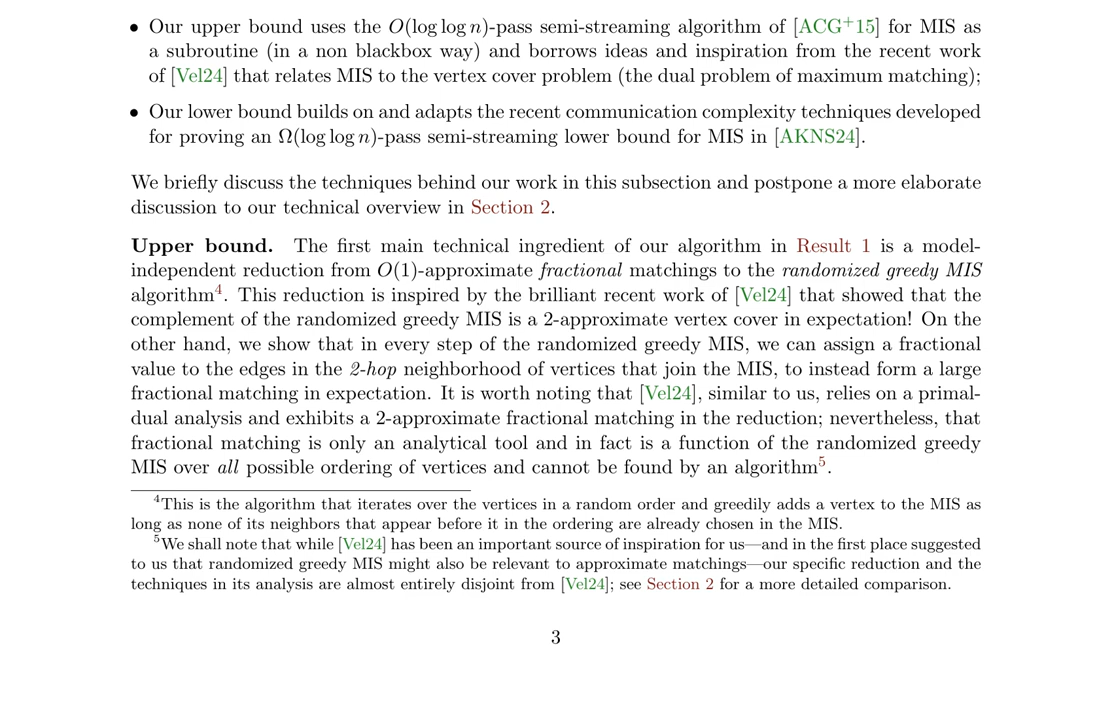 • Our upper bound uses the O(log log n)-pass semi-streaming algorithm of [ACG+15] for MIS as
a subroutine (in a non blackbox way) and borrows ideas and inspiration from the recent work
of [Vel24] that relates MIS to the vertex cover problem (the dual problem of maximum matching);
• Our lower bound builds on and adapts the recent communication complexity techniques developed
for proving an Ω(log log n)-pass semi-streaming lower bound for MIS in [AKNS24].
We briefly discuss the techniques behind our work in this subsection and postpone a more elaborate
discussion to our technical overview in Section 2.
Upper bound. The first main technical ingredient of our algorithm in Result 1 is a model-
independent reduction from O(1)-approximate fractional matchings to the randomized greedy MIS
algorithm4. This reduction is inspired by the brilliant recent work of [Vel24] that showed that the
complement of the randomized greedy MIS is a 2-approximate vertex cover in expectation! On the
other hand, we show that in every step of the randomized greedy MIS, we can assign a fractional
value to the edges in the 2-hop neighborhood of vertices that join the MIS, to instead form a large
fractional matching in expectation. It is worth noting that [Vel24], similar to us, relies on a primal-
dual analysis and exhibits a 2-approximate fractional matching in the reduction; nevertheless, that
fractional matching is only an analytical tool and in fact is a function of the randomized greedy
MIS over all possible ordering of vertices and cannot be found by an algorithm5.
4This is the algorithm that iterates over the vertices in a random order and greedily adds a vertex to the MIS as
long as none of its neighbors that appear before it in the ordering are already chosen in the MIS.
5We shall note that while [Vel24] has been an important source of inspiration for us—and in the first place suggested
to us that randomized greedy MIS might also be relevant to approximate matchings—our specific reduction and the
techniques in its analysis are almost entirely disjoint from [Vel24]; see Section 2 for a more detailed comparison.
3